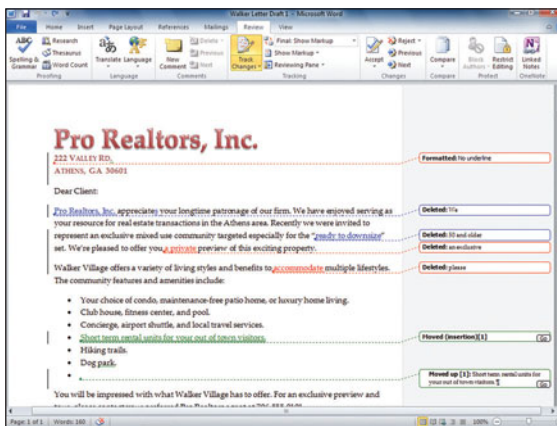 Walker Letter Draft 1 - Microsoft Word
File Home Insert Page Layout References Mailings Review View
ABC Research Delete Final: Show Markup Reject
Thesaurus Previous Show Markup Previous
Spelling & Grammar Word Count Translate Language New Comment Next Track Changes Reviewing Pane Accept Next Compare Block Authors Restrict Editing Linked Notes
Proofing Language Comments Tracking Changes Compare Protect OneNote
Pro Realtors, Inc.
222 VALLEY RD. Formatted: No underline
ATHENS, GA 30601
Dear Client:
Pro Realtors, Inc. appreciates your longtime patronage of our firm. We have enjoyed serving as Deleted: We
your resource for real estate transactions in the Athens area. Recently we were invited to
represent an exclusive mixed use community targeted especially for the "ready to downsize" Deleted: 50 and older
set. We're pleased to offer you a private preview of this exciting property. Deleted: an exclusive
Walker Village offers a variety of living styles and benefits to accommodate multiple lifestyles. Deleted: please
The community features and amenities include:
• Your choice of condo, maintenance-free patio home, or luxury home living.
• Club house, fitness center, and pool.
• Concierge, airport shuttle, and local travel services.
• Short term rental units for your out of town visitors. Moved (insertion)[1] Go
• Hiking trails.
• Dog park.
• .
Moved up [1]: Short term rental units for your out of town visitors.¶ Go
You will be impressed with what Walker Village has to offer. For an exclusive preview and
Page: 1 of 1 Words: 160 100%